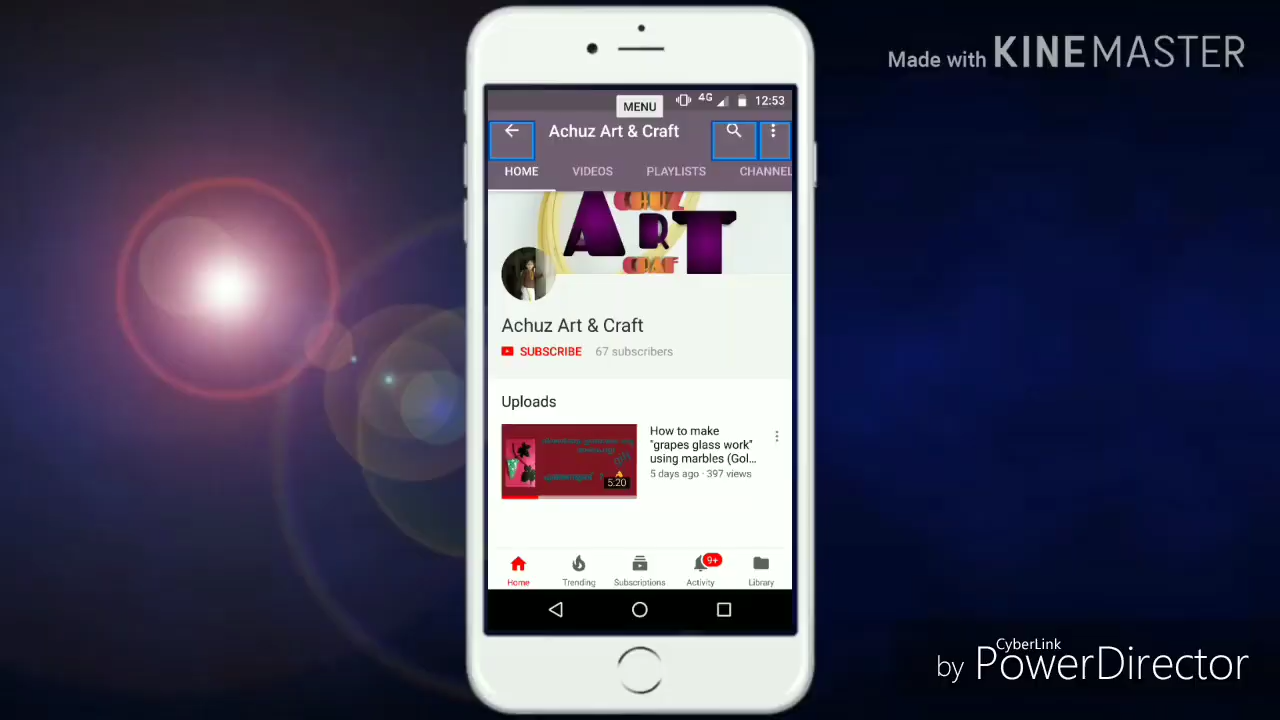 Made with KINEMASTER
MENU
4G 12:53
Achuz Art & Craft
HOME VIDEOS PLAYLISTS CHANNEL
ART
Achuz Art & Craft
SUBSCRIBE 67 subscribers
Uploads
How to make
"grapes glass work"
using marbles (Gol...
5 days ago · 397 views
5:20
9+
Home Trending Subscriptions Activity Library
CyberLink
by PowerDirector